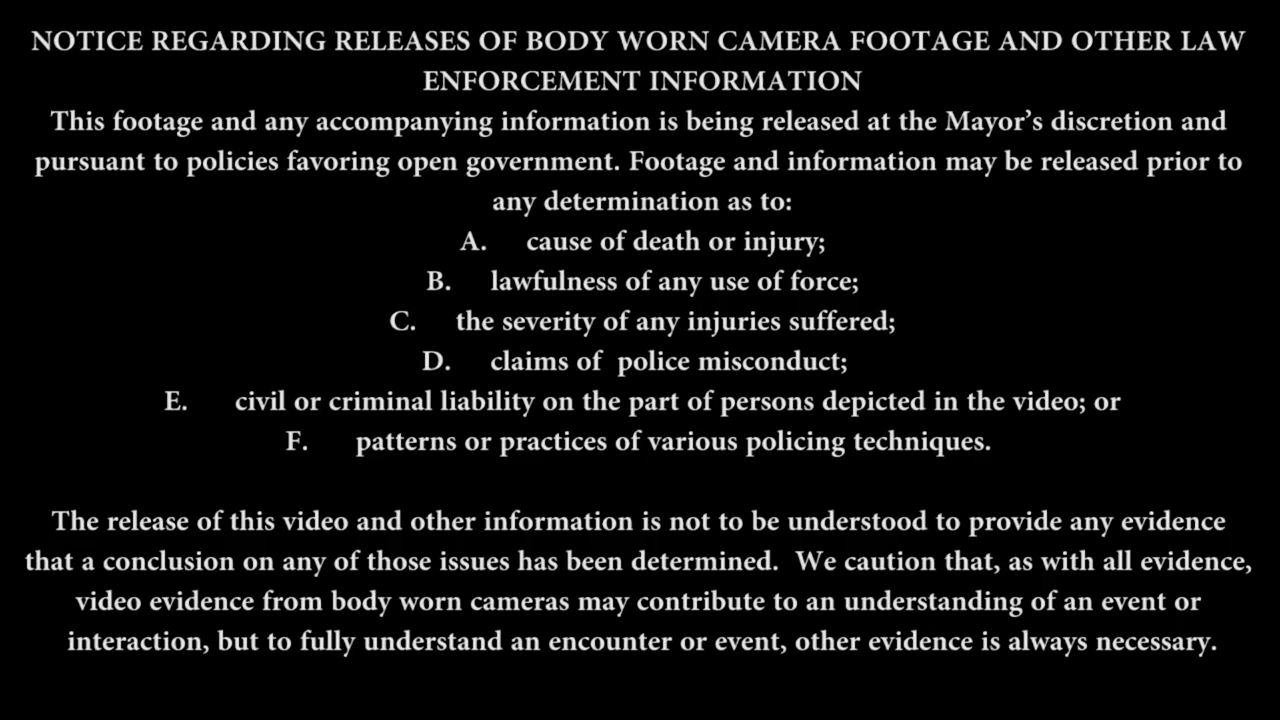 NOTICE REGARDING RELEASES OF BODY WORN CAMERA FOOTAGE AND OTHER LAW
ENFORCEMENT INFORMATION
This footage and any accompanying information is being released at the Mayor’s discretion and
pursuant to policies favoring open government. Footage and information may be released prior to
any determination as to:
A. cause of death or injury;
B. lawfulness of any use of force;
C. the severity of any injuries suffered;
D. claims of  police misconduct;
E. civil or criminal liability on the part of persons depicted in the video; or
F. patterns or practices of various policing techniques.
The release of this video and other information is not to be understood to provide any evidence
that a conclusion on any of those issues has been determined.  We caution that, as with all evidence,
video evidence from body worn cameras may contribute to an understanding of an event or
interaction, but to fully understand an encounter or event, other evidence is always necessary.